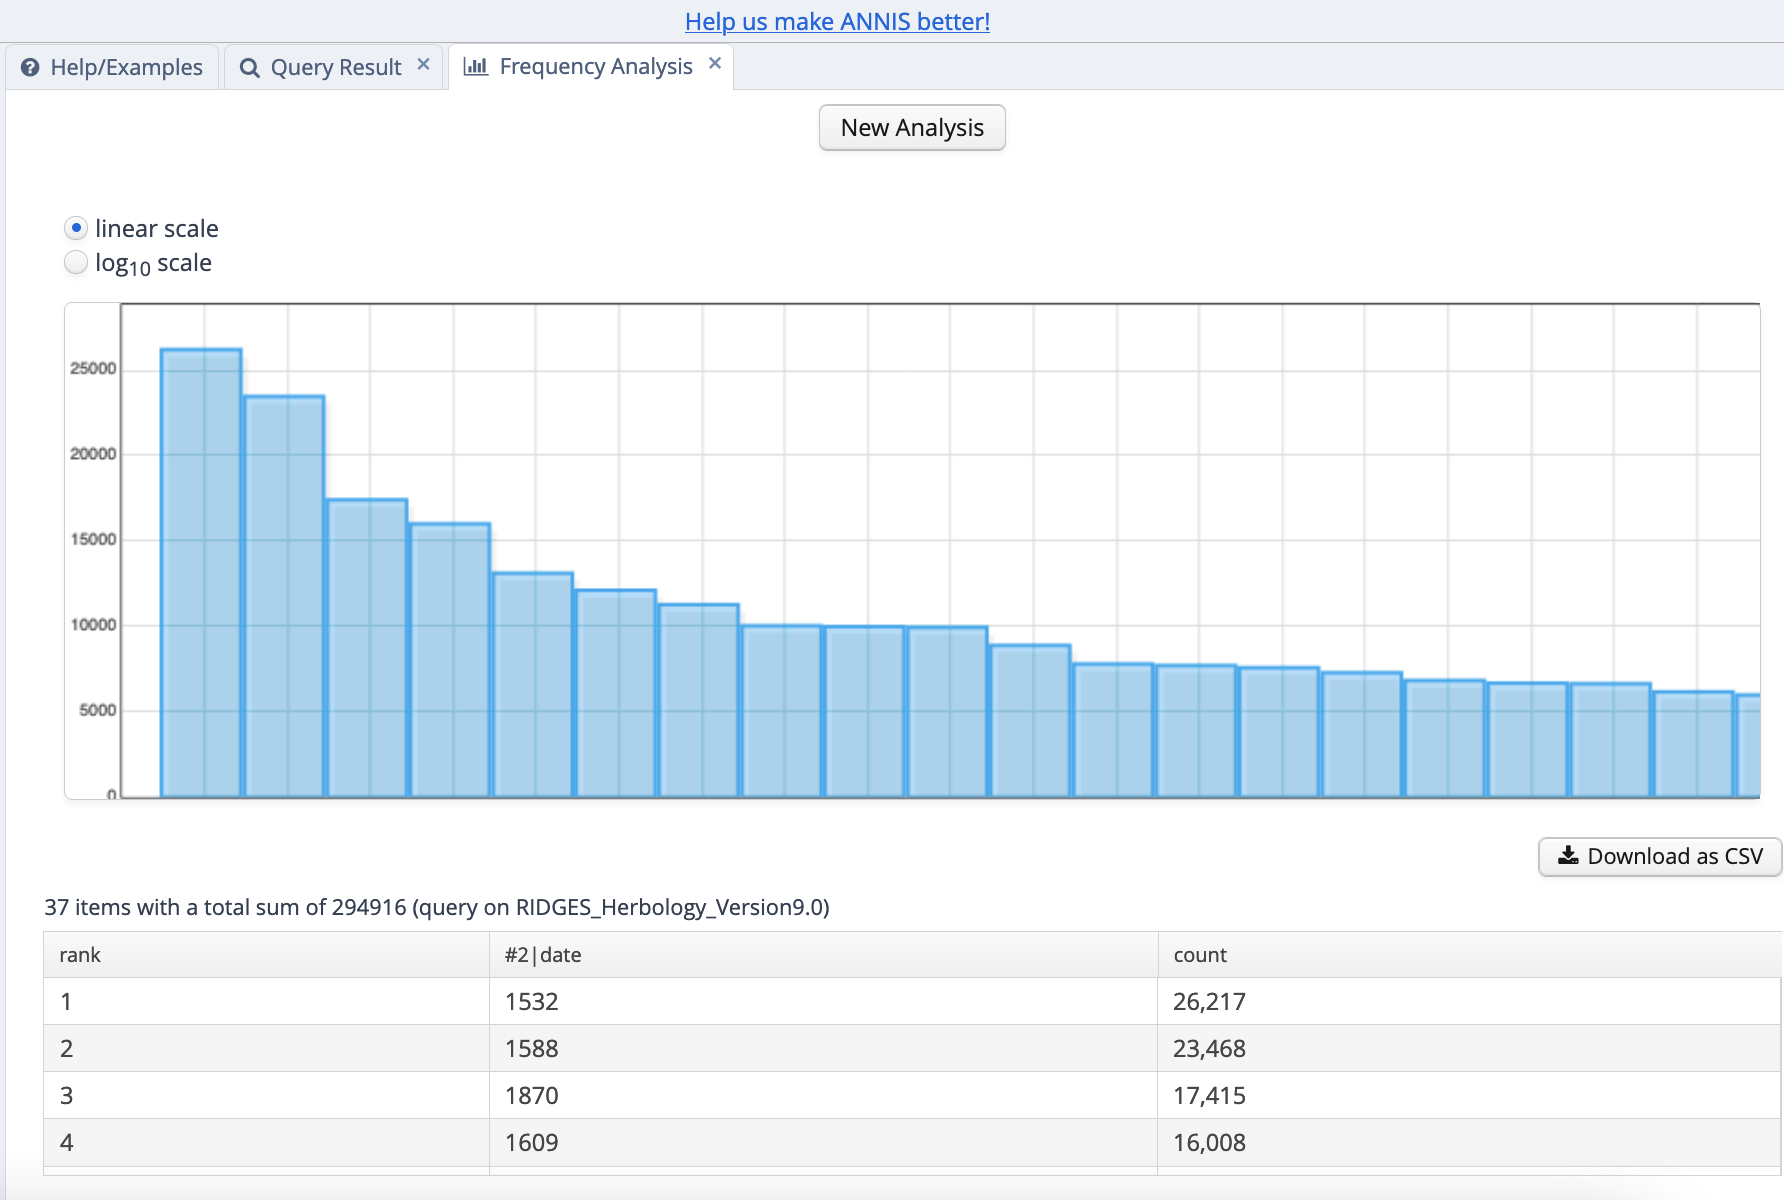 Help us make ANNIS better!
Help/Examples Query Result Frequency Analysis
New Analysis
linear scale
log10 scale
25000
20000
15000
10000
5000
0
Download as CSV
37 items with a total sum of 294916 (query on RIDGES_Herbology_Version9.0)
rank #2|date count
1 1532 26,217
2 1588 23,468
3 1870 17,415
4 1609 16,008